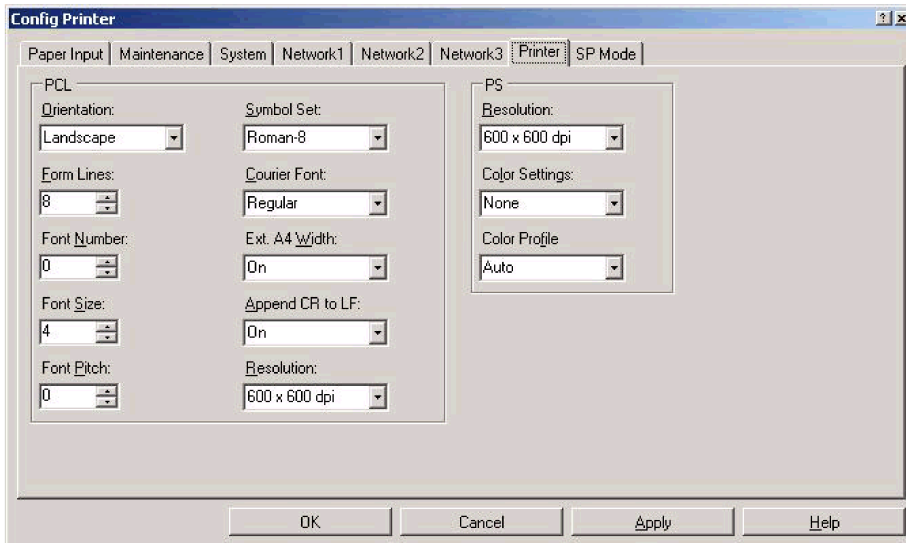 Config Printer
Paper Input Maintenance System Network1 Network2 Network3 Printer SP Mode
PCL
Orientation:
Landscape
Form Lines:
8
Font Number:
0
Font Size:
4
Font Pitch:
0
Symbol Set:
Roman-8
Courier Font:
Regular
Ext. A4 Width:
On
Append CR to LF:
On
Resolution:
600 x 600 dpi
PS
Resolution:
600 x 600 dpi
Color Settings:
None
Color Profile
Auto
OK Cancel Apply Help